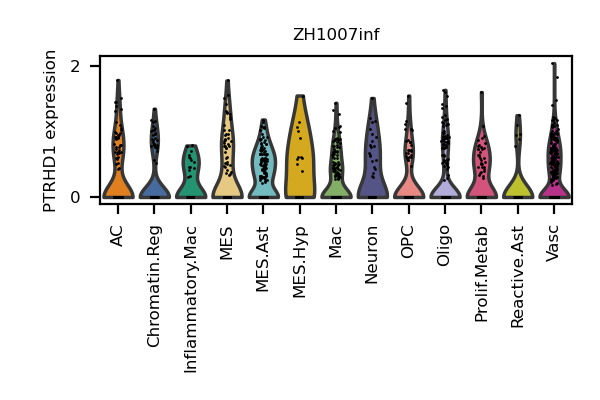 ZH1007inf
PTRHD1 expression
2
0
AC
Chromatin.Reg
Inflammatory.Mac
MES
MES.Ast
MES.Hyp
Mac
Neuron
OPC
Oligo
Prolif.Metab
Reactive.Ast
Vasc